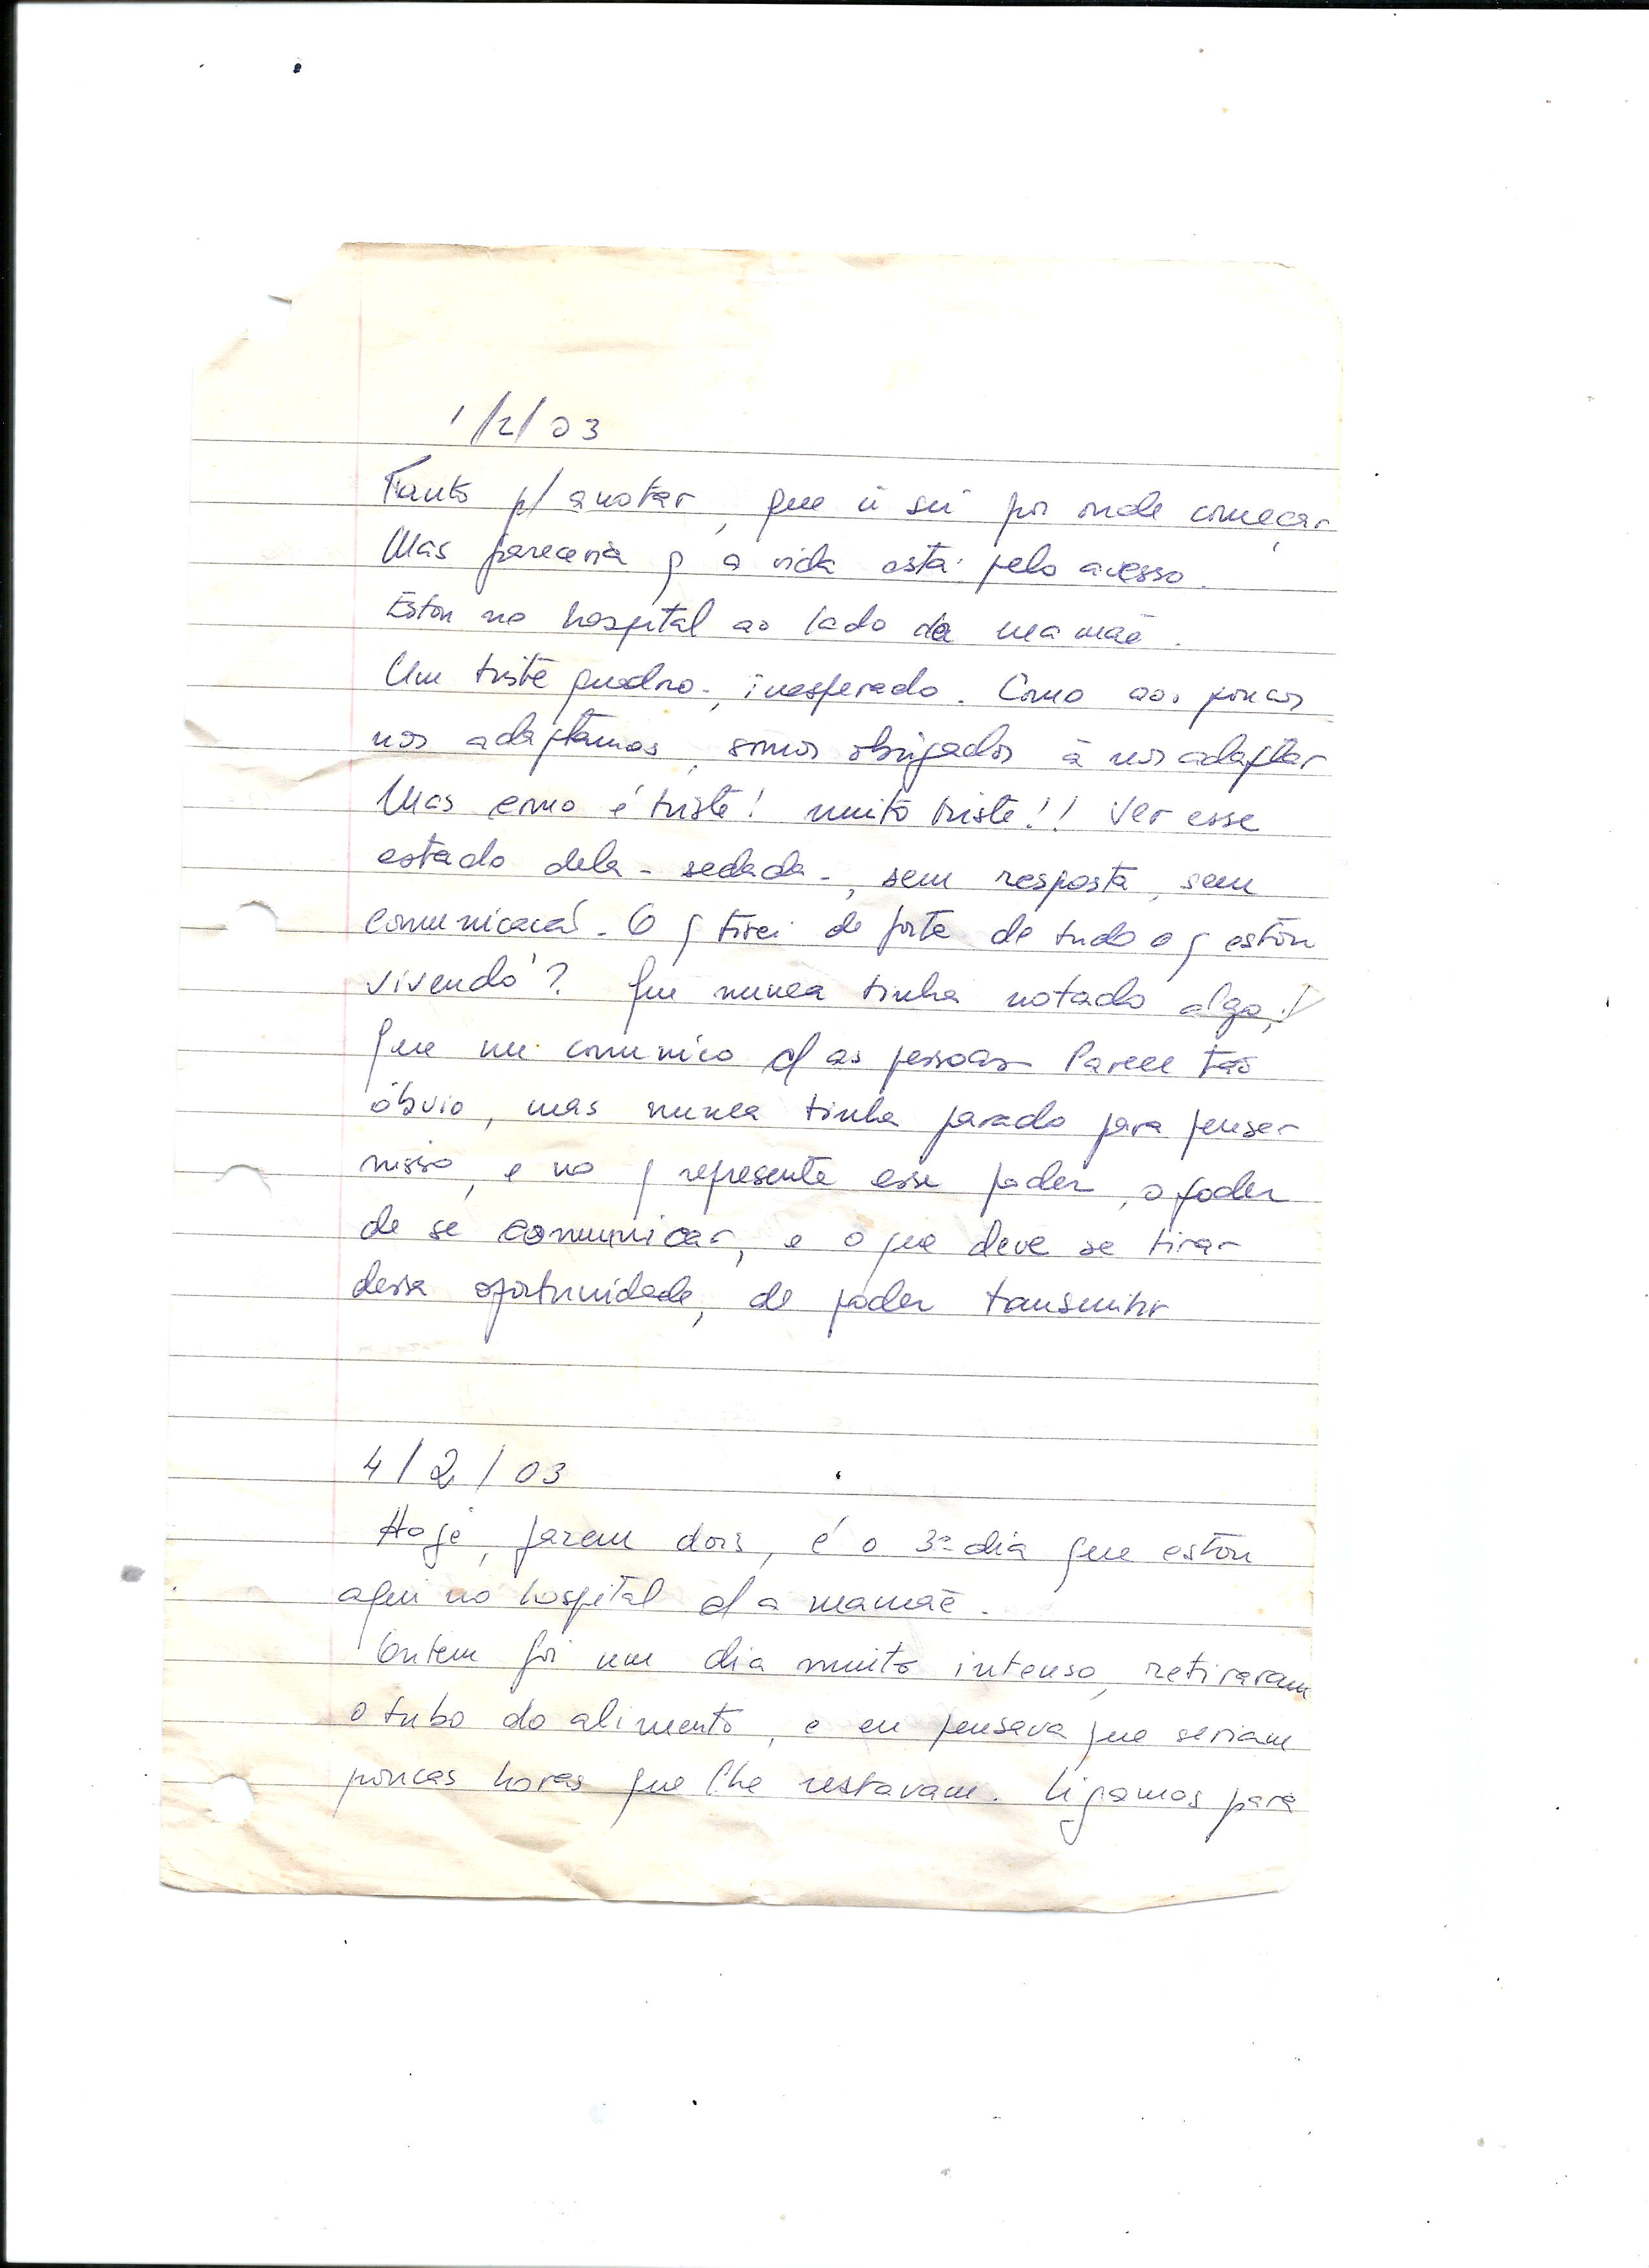 1/2/03
Tanto p/ anotar, que ñ sei por onde começar
Mas pareceria q a vida está pelo avesso.
Estou no hospital ao lado da mamãe.
Um triste quadro, inesperado. Como aos poucos
nos adaptamos, somos obrigados à nos adaptar
Mas como é triste! muito triste!! Ver esse
estado dela - sedada -, sem resposta, sem
comunicacaõ. O q tirei de forte de tudo o q estou
vivendo? Que nunca tinha notado algo!
Que me comunico c/ as pessoas Parece tão
óbvio, mas nunca tinha parado para pensar
nisso, e no q representa esse poder, o poder
de se comunicar, e o que deve se tirar
dessa oportunidade, de poder transmitir
4/2/03
Hoje, fazem dois, é o 3º dia que estou
aqui no hospital c/ a mamãe.
Ontem foi um dia muito intenso, retiraram
o tubo do alimento, e eu pensava que seriam
poucas horas que lhe restavam. Ligamos para